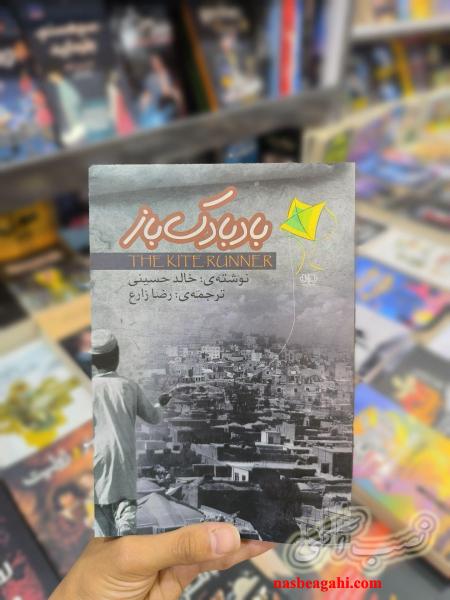 بادبادک باز
THE KITE RUNNER
نوشته‌ی: خالد حسینی
ترجمه‌ی: رضا زارع
nasbeagahi.com